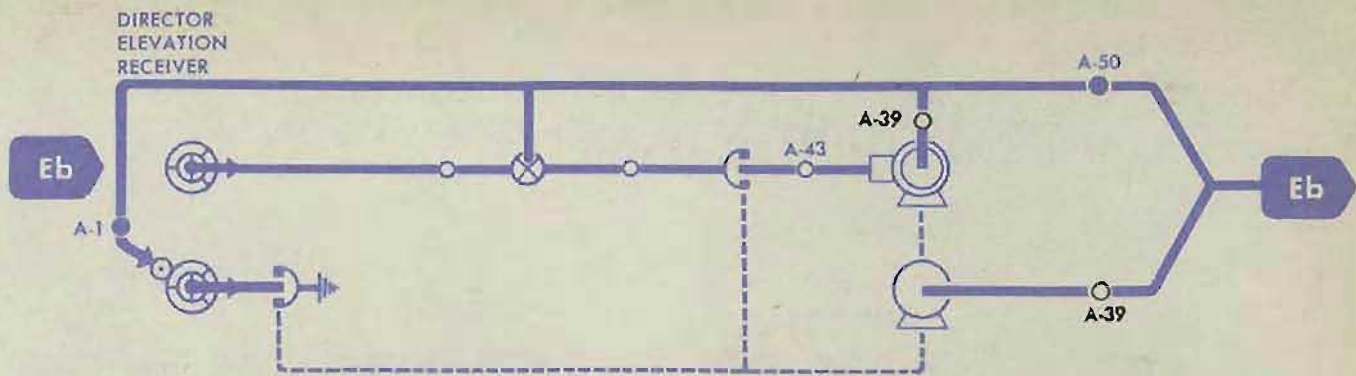 DIRECTOR
ELEVATION
RECEIVER
A-50
A-39
A-43
Eb
Eb
A-1
A-39